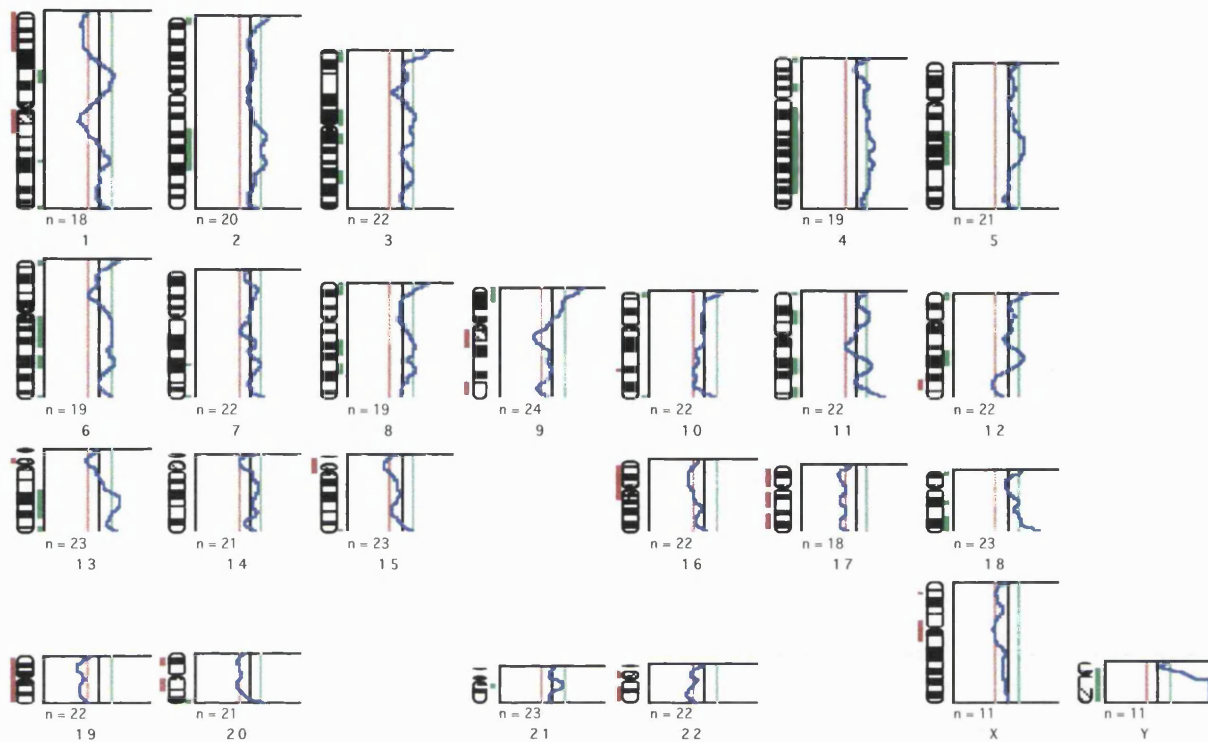 n = 18
1
n = 20
2
n = 22
3
n = 19
4
n = 21
5
n = 19
6
n = 22
7
n = 19
8
n = 24
9
n = 22
10
n = 22
11
n = 22
12
n = 23
13
n = 21
14
n = 23
15
n = 22
16
n = 18
17
n = 23
18
n = 22
19
n = 21
20
n = 23
21
n = 22
22
n = 11
X
n = 11
Y